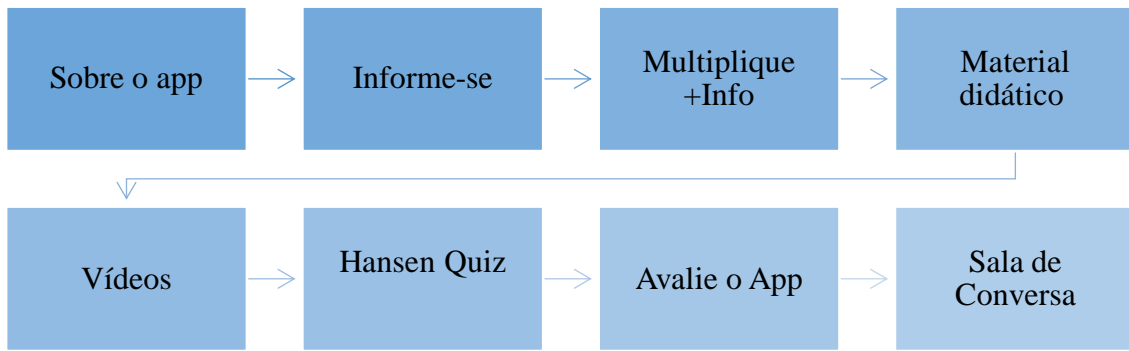 Sobre o app
Informe-se
Multiplique
+Info
Material
didático
Vídeos
Hansen Quiz
Avalie o App
Sala de
Conversa